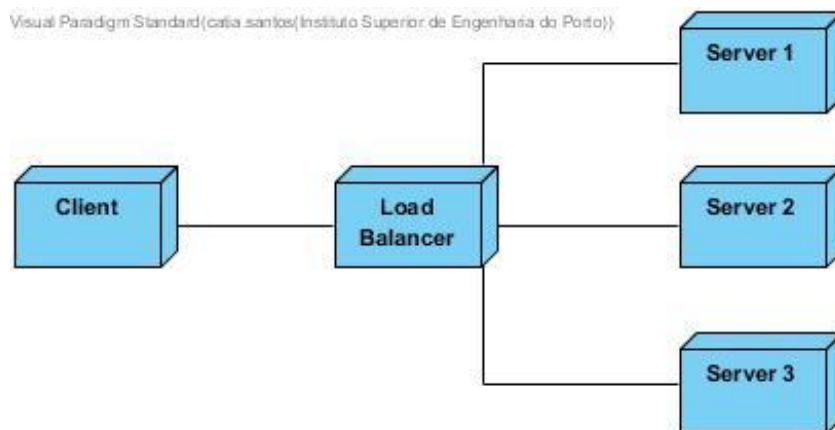 Visual Paradigm Standard(catia.santos(Instituto Superior de Engenharia do Porto))
Server 1
Client
Load
Balancer
Server 2
Server 3